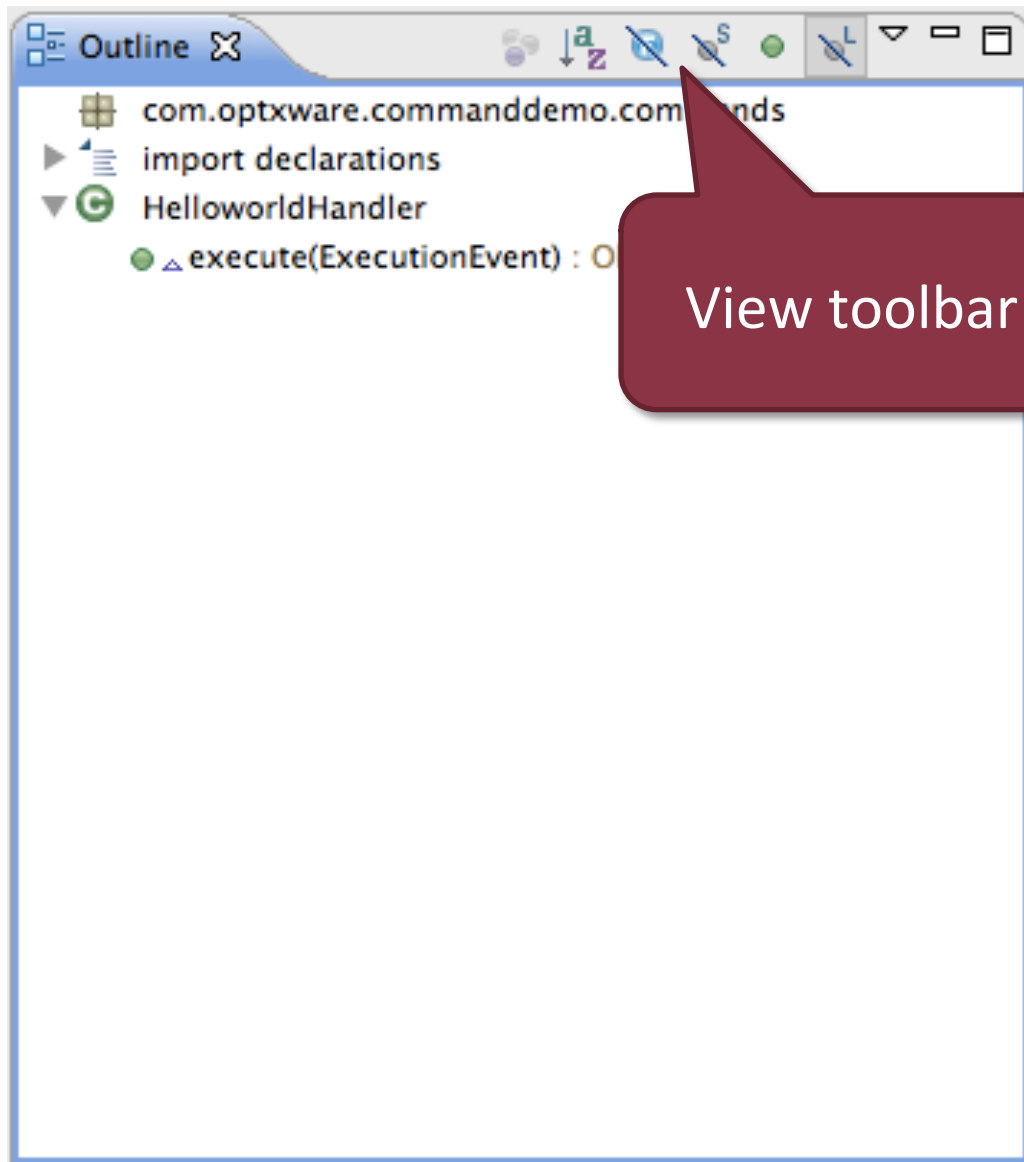 Outline
com.optxware.commanddemo.com nds
import declarations
HelloworldHandler
execute(ExecutionEvent) :
View toolbar